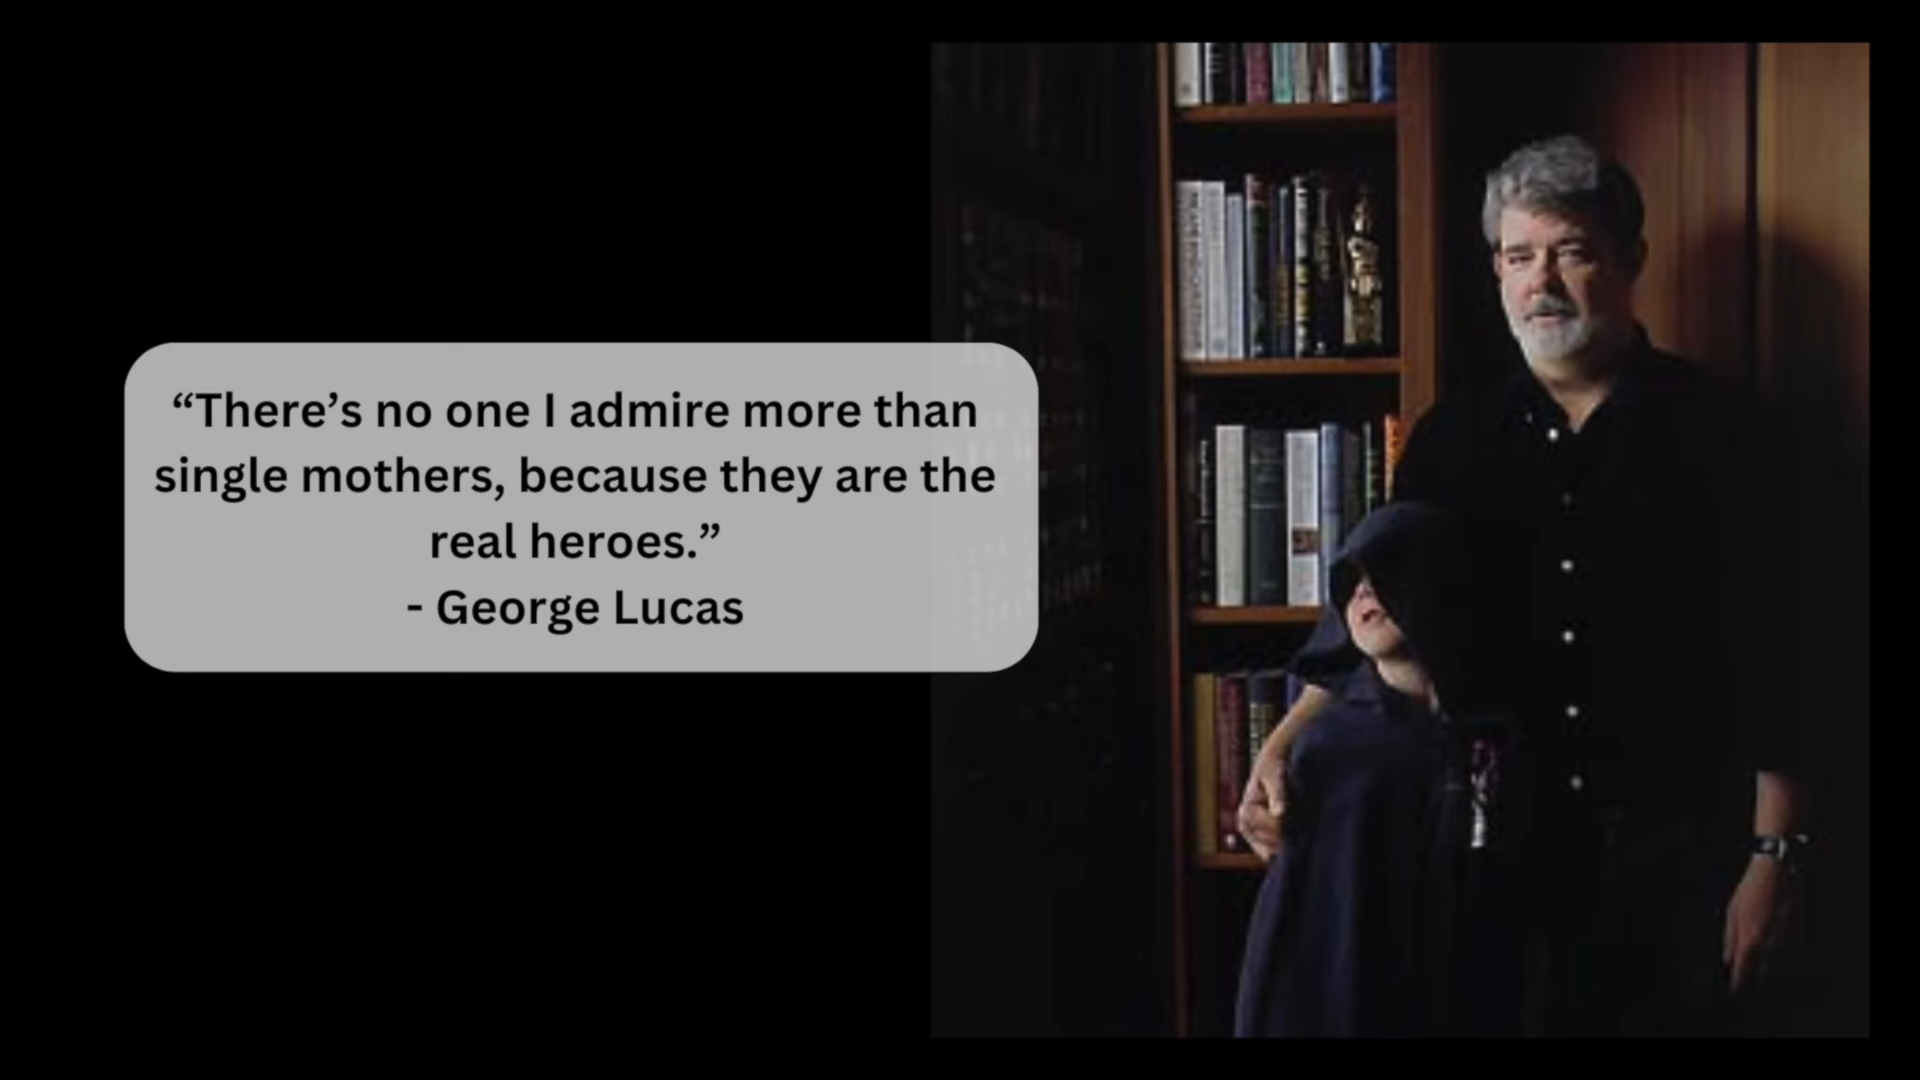 “There’s no one I admire more than
single mothers, because they are the
real heroes.”
- George Lucas